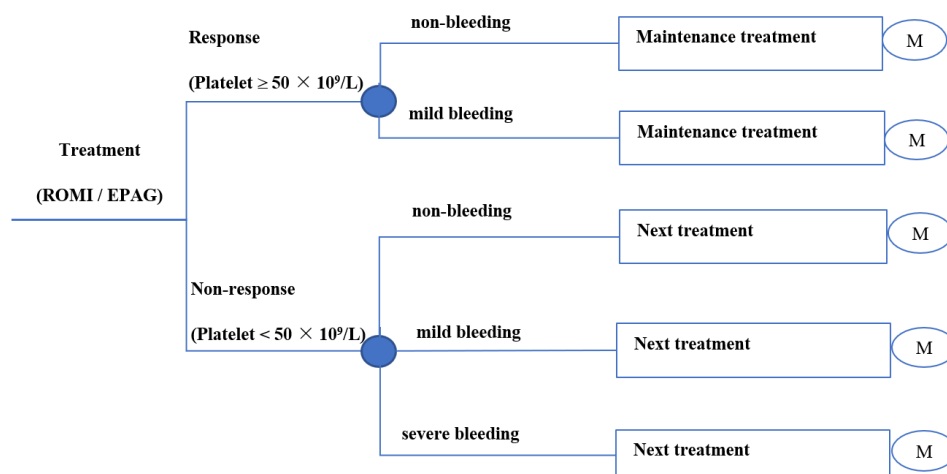 non-bleeding
Response
Maintenance treatment
M
(Platelet ≥ 50 × 10⁹/L)
mild bleeding
Maintenance treatment
M
Treatment
(ROMI / EPAG)
non-bleeding
Next treatment
M
Non-response
(Platelet < 50 × 10⁹/L)
mild bleeding
Next treatment
M
severe bleeding
Next treatment
M